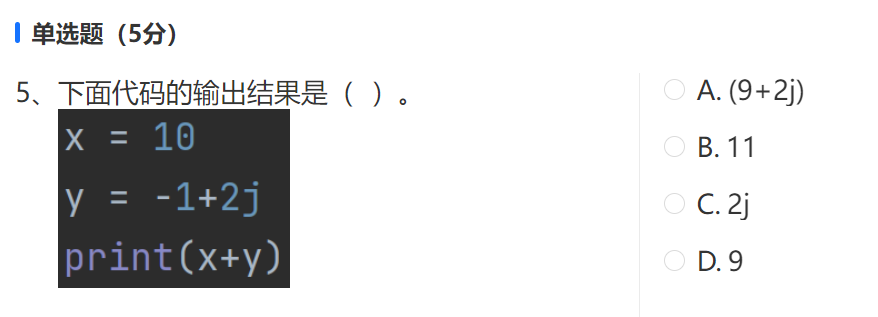 单选题（5分）
5、下面代码的输出结果是（  ）。
x = 10
y = -1+2j
print(x+y)
A. (9+2j)
B. 11
C. 2j
D. 9